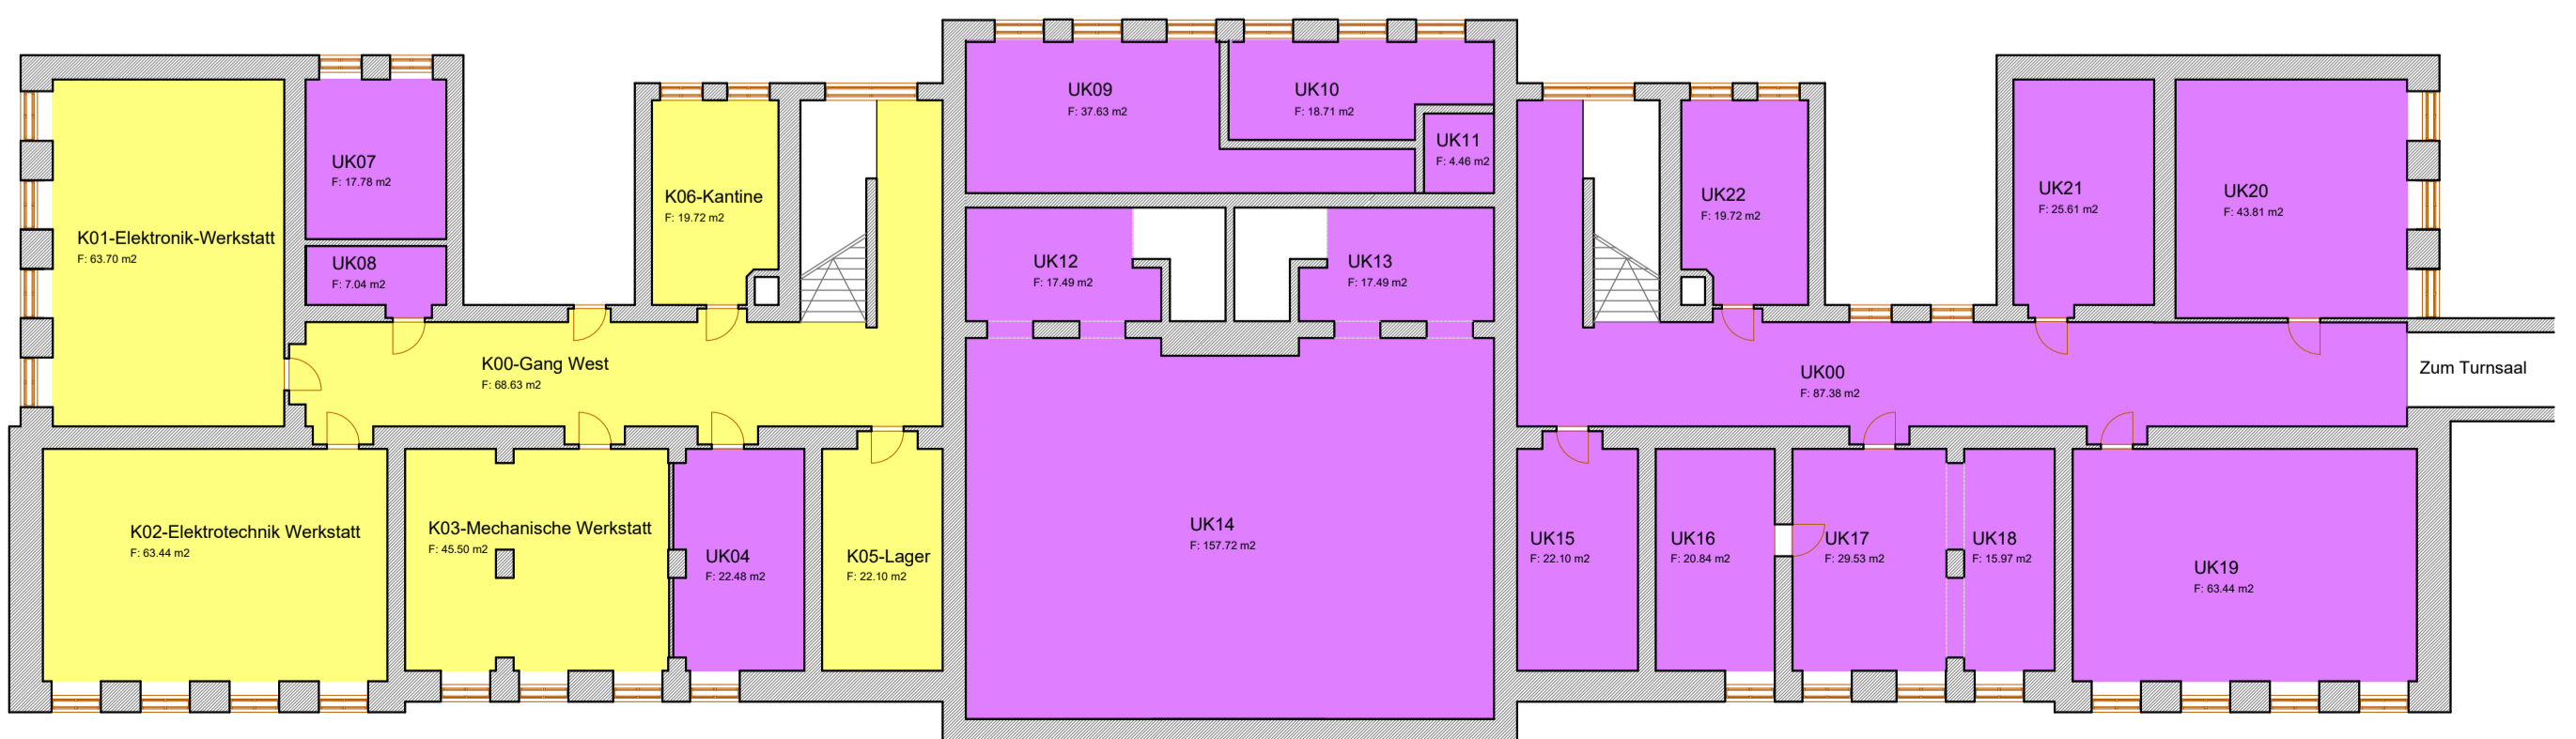 UK09
F: 37.63 m2
UK10
F: 18.71 m2
UK11
F: 4.46 m2
UK07
F: 17.78 m2
K06-Kantine
F: 19.72 m2
UK22
F: 19.72 m2
UK21
F: 25.61 m2
UK20
F: 43.81 m2
K01-Elektronik-Werkstatt
F: 63.70 m2
UK08
F: 7.04 m2
UK12
F: 17.49 m2
UK13
F: 17.49 m2
K00-Gang West
F: 68.63 m2
UK00
F: 87.38 m2
Zum Turnsaal
K02-Elektrotechnik Werkstatt
F: 63.44 m2
K03-Mechanische Werkstatt
F: 45.50 m2
UK04
F: 22.48 m2
K05-Lager
F: 22.10 m2
UK14
F: 157.72 m2
UK15
F: 22.10 m2
UK16
F: 20.84 m2
UK17
F: 29.53 m2
UK18
F: 15.97 m2
UK19
F: 63.44 m2